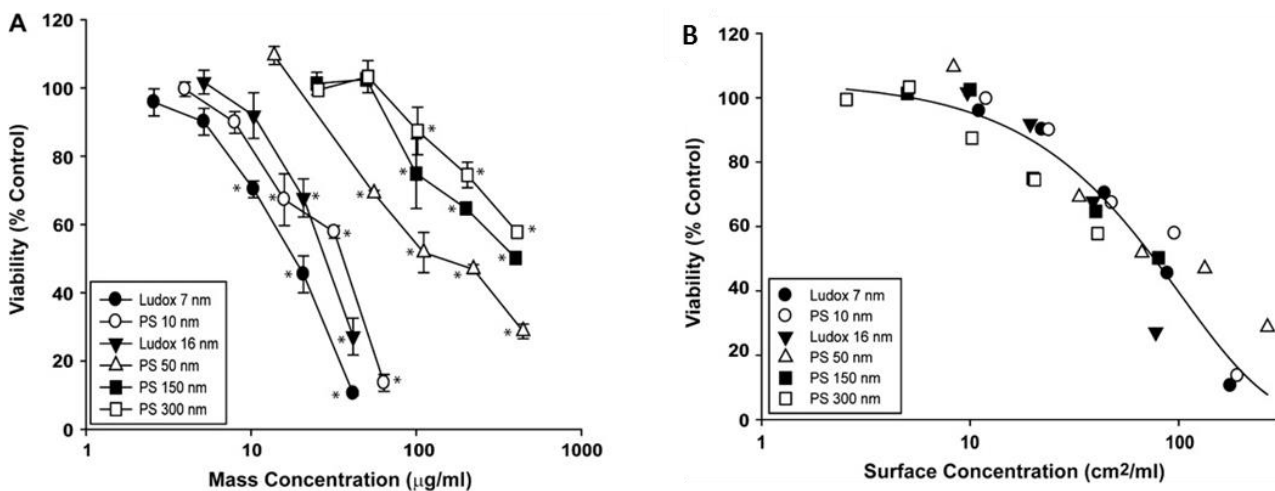 A
Viability (% Control)
120
100
80
60
40
20
0
Ludox 7 nm
PS 10 nm
Ludox 16 nm
PS 50 nm
PS 150 nm
PS 300 nm
* * * * * * * * * * * * * * * * * *
1 10 100 1000
Mass Concentration (μg/ml)
B
Viability (% Control)
120
100
80
60
40
20
0
Ludox 7 nm
PS 10 nm
Ludox 16 nm
PS 50 nm
PS 150 nm
PS 300 nm
1 10 100
Surface Concentration (cm2/ml)